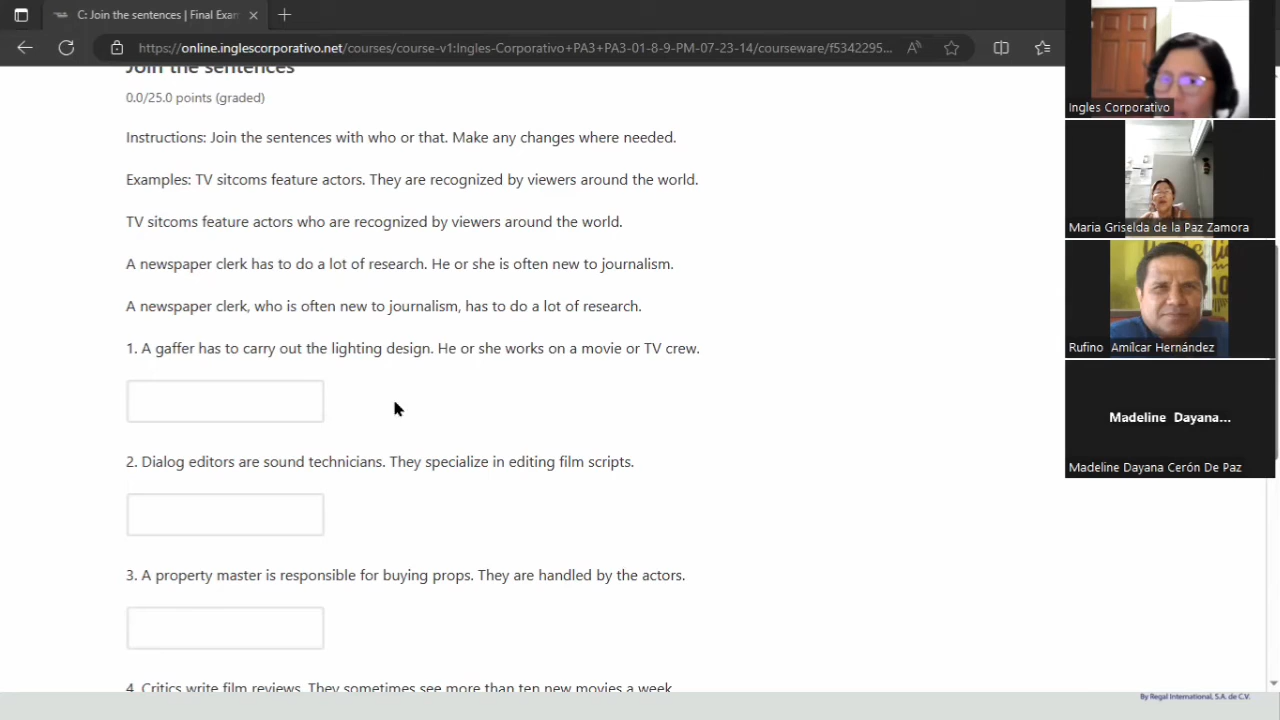 C: Join the sentences | Final Exan
https://online.inglescorporativo.net/courses/course-v1:Ingles-Corporativo+PA3+PA3-01-8-9-PM-07-23-14/courseware/f5342295...
Join the sentences
0.0/25.0 points (graded)
Instructions: Join the sentences with who or that. Make any changes where needed.
Examples: TV sitcoms feature actors. They are recognized by viewers around the world.
TV sitcoms feature actors who are recognized by viewers around the world.
A newspaper clerk has to do a lot of research. He or she is often new to journalism.
A newspaper clerk, who is often new to journalism, has to do a lot of research.
1. A gaffer has to carry out the lighting design. He or she works on a movie or TV crew.
2. Dialog editors are sound technicians. They specialize in editing film scripts.
3. A property master is responsible for buying props. They are handled by the actors.
4. Critics write film reviews. They sometimes see more than ten new movies a week.
Ingles Corporativo
Maria Griselda de la Paz Zamora
Rufino Amílcar Hernández
Madeline Dayana...
Madeline Dayana Cerón De Paz
By Regal International, S.A. de C.V.